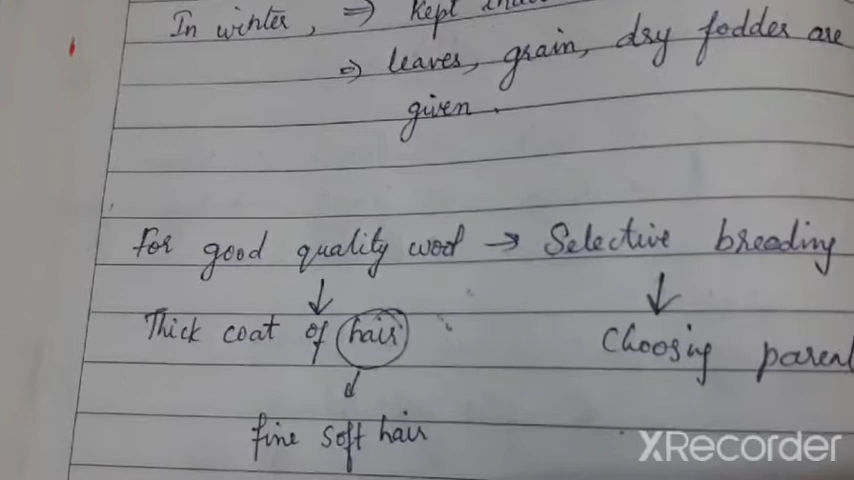 In winter, ⇒ kept
⇒ leaves, grain, dry fodder are
given.
For good quality wool → Selective breeding
↓ ↓
Thick coat of hair Choosing parent
↓
fine soft hair
XRecorder